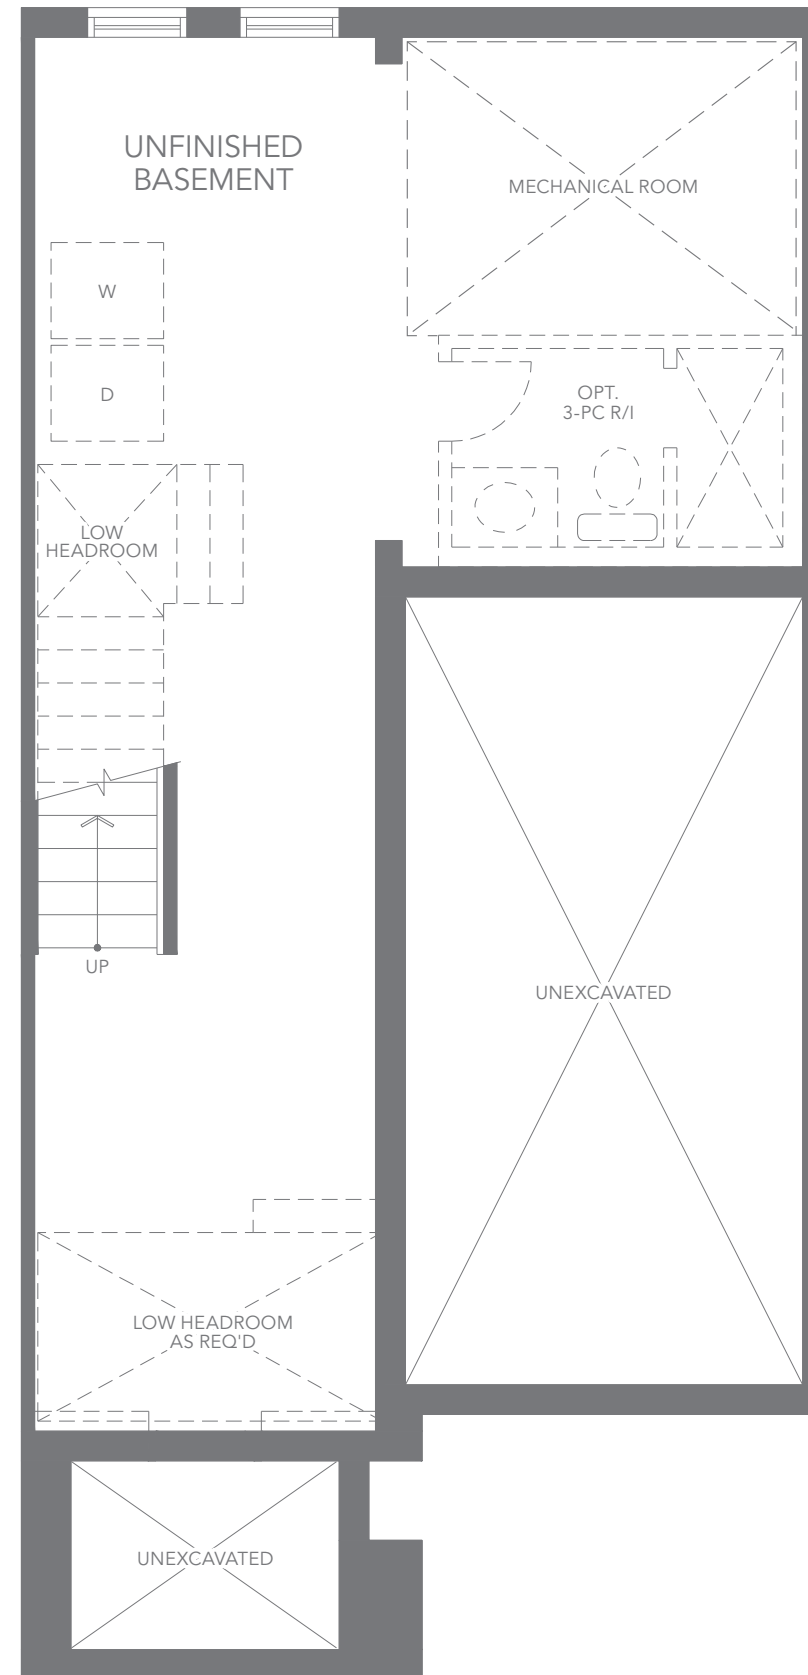 UNFINISHED
BASEMENT
MECHANICAL ROOM
W
D
OPT.
3-PC R/I
LOW
HEADROOM
UP
UNEXCAVATED
LOW HEADROOM
AS REQ'D
UNEXCAVATED